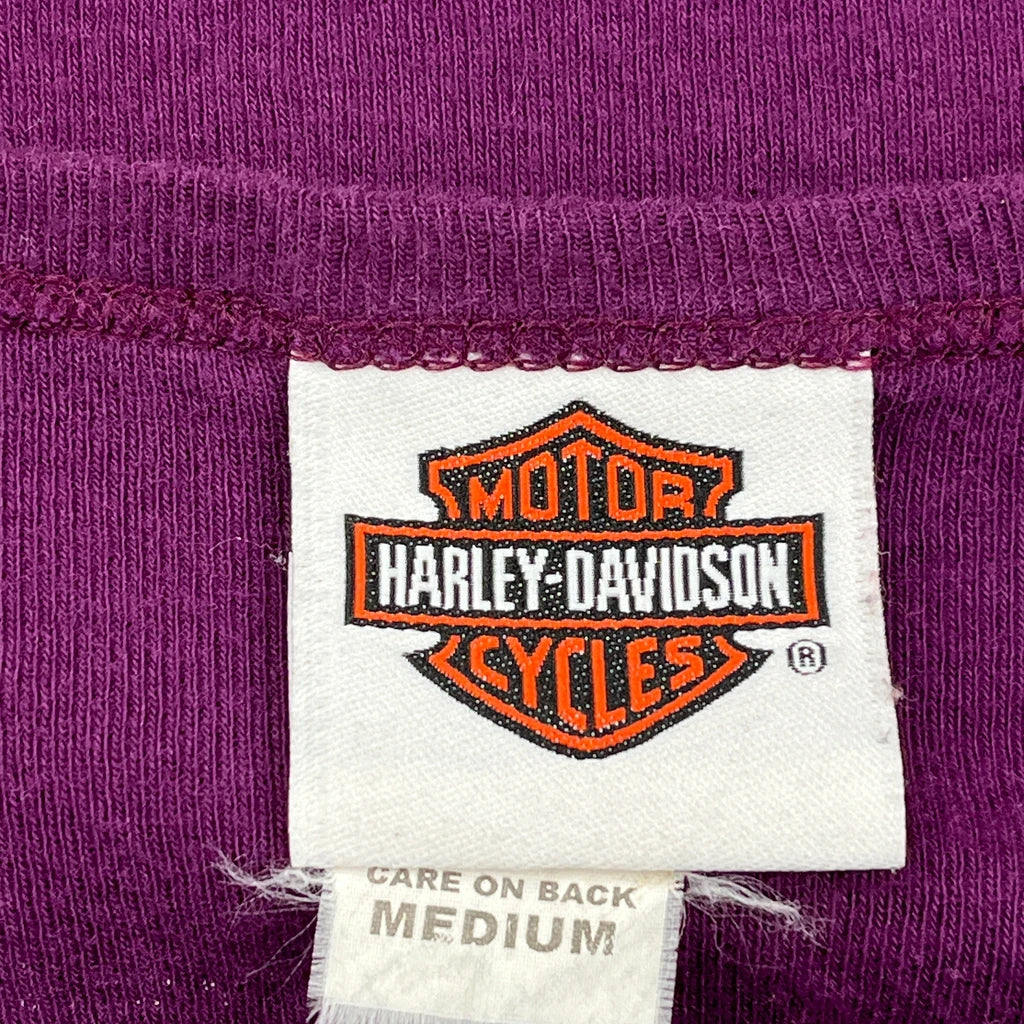 MOTOR
HARLEY-DAVIDSON
CYCLES
®
CARE ON BACK
MEDIUM